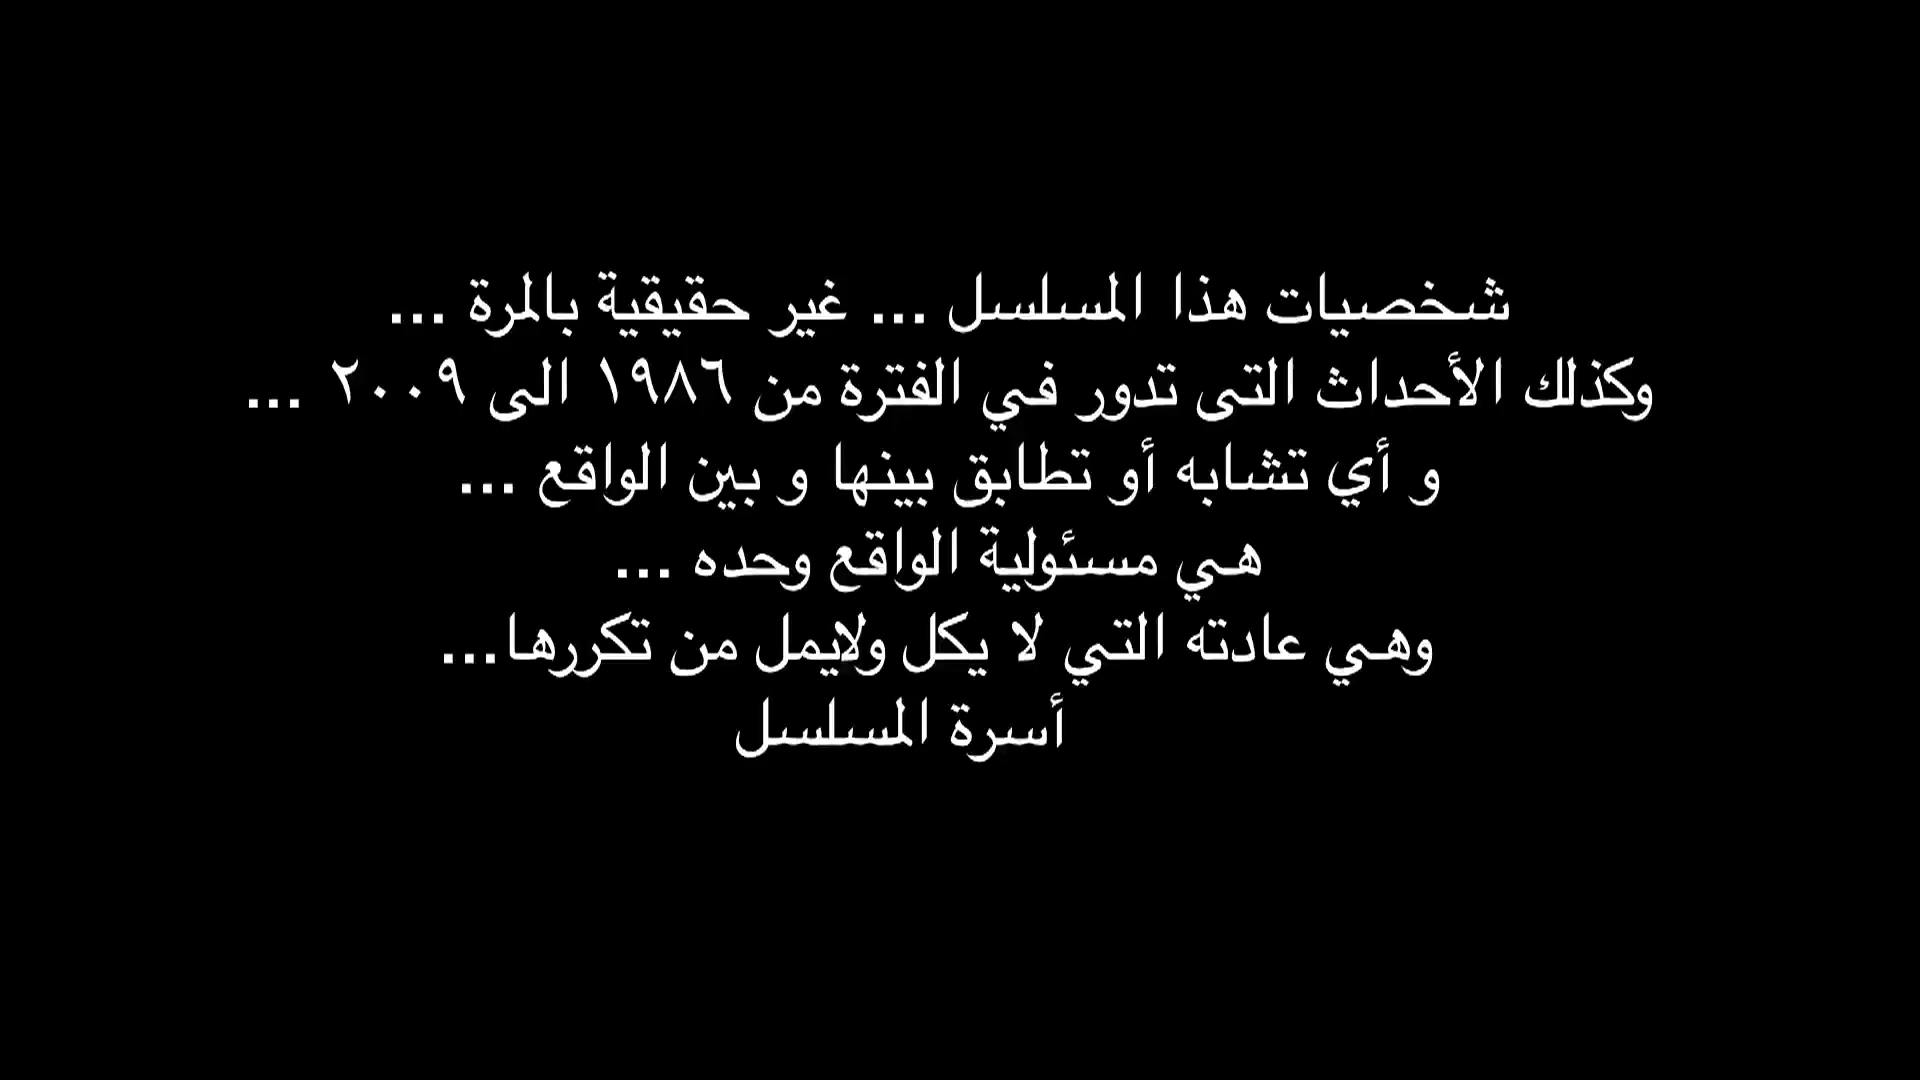 شخصيات هذا المسلسل ... غير حقيقية بالمرة ...
وكذلك الأحداث التى تدور في الفترة من ١٩٨٦ الى ٢٠٠٩ ...
و أي تشابه أو تطابق بينها و بين الواقع ...
هي مسئولية الواقع وحده ...
وهي عادته التي لا يكل ولايمل من تكررها...
أسرة المسلسل